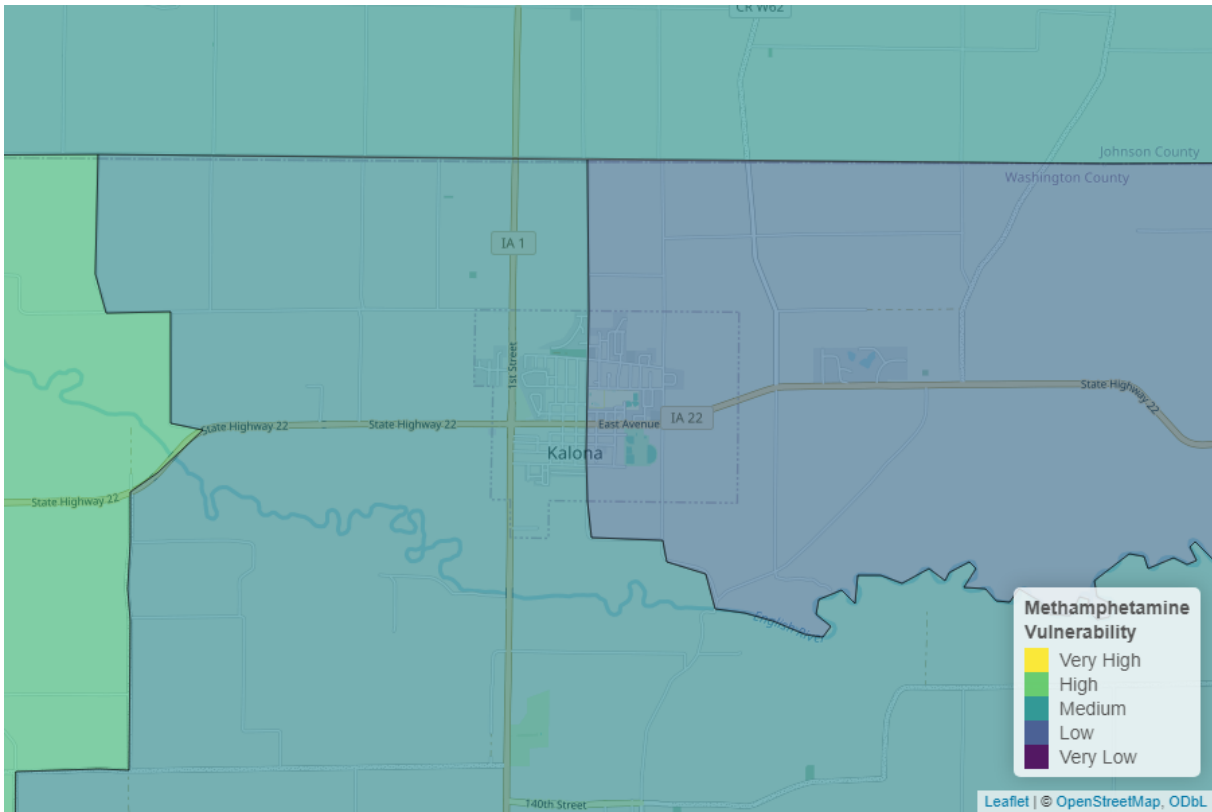 CR W62
Johnson County
Washington County
IA 1
1st Street
State Highway 22
State Highway 22
State Highway 22
East Avenue
IA 22
State Highway 22
Kalona
English River
140th Street
Methamphetamine
Vulnerability
Very High
High
Medium
Low
Very Low
Leaflet | © OpenStreetMap, ODbL